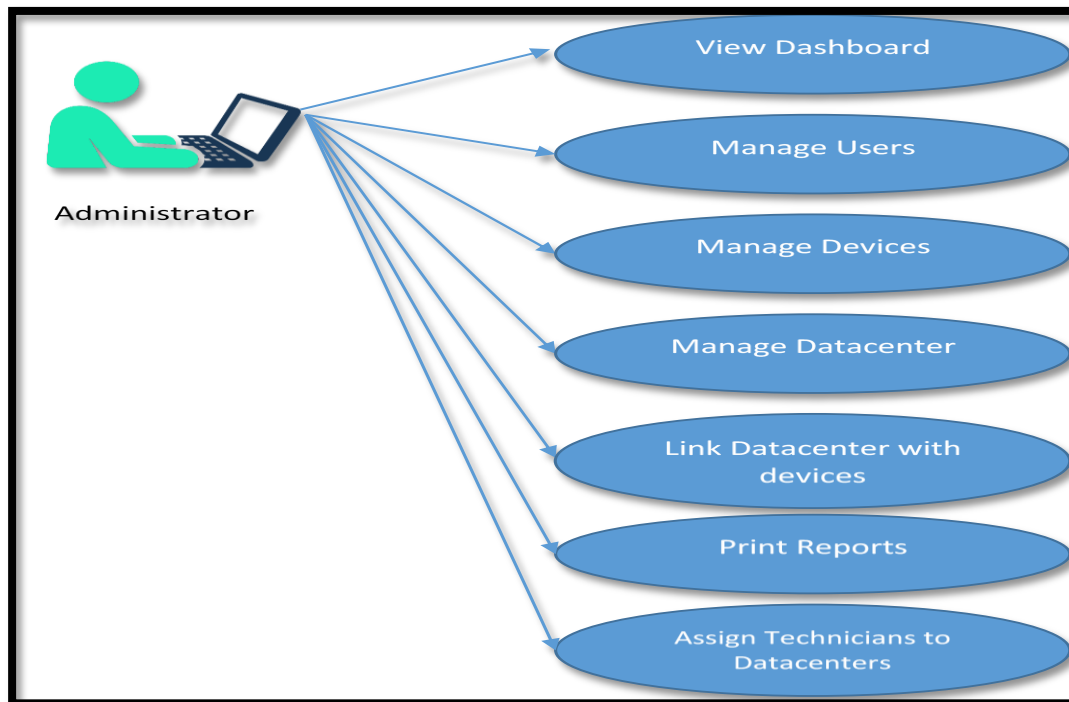 View Dashboard
Manage Users
Administrator
Manage Devices
Manage Datacenter
Link Datacenter with
devices
Print Reports
Assign Technicians to
Datacenters